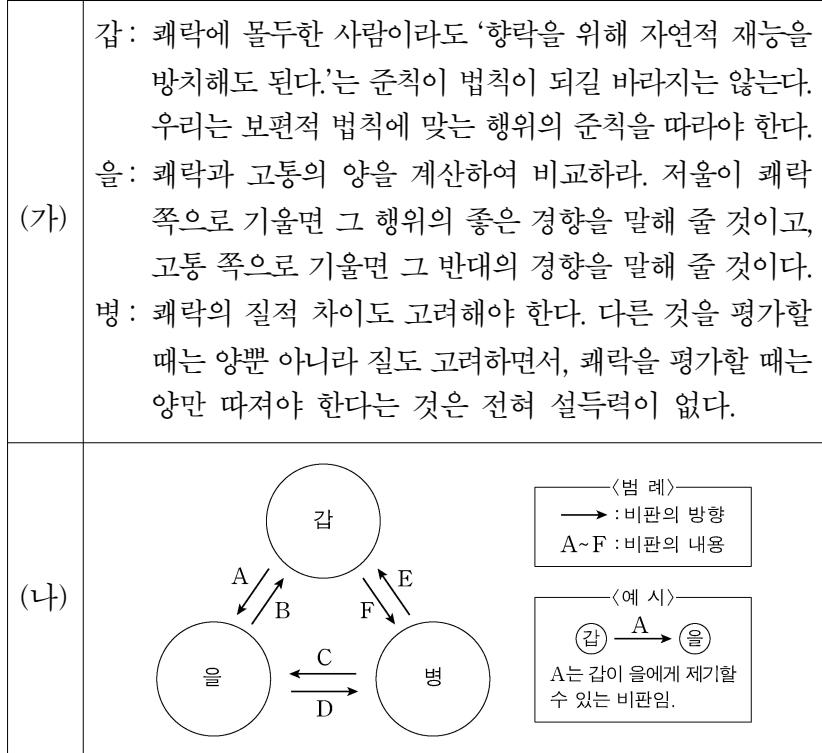 (가)
갑 : 쾌락에 몰두한 사람이라도 ‘향락을 위해 자연적 재능을
방치해도 된다.’는 준칙이 법칙이 되길 바라지는 않는다.
우리는 보편적 법칙에 맞는 행위의 준칙을 따라야 한다.
을 : 쾌락과 고통의 양을 계산하여 비교하라. 저울이 쾌락
쪽으로 기울면 그 행위의 좋은 경향을 말해 줄 것이고,
고통 쪽으로 기울면 그 반대의 경향을 말해 줄 것이다.
병 : 쾌락의 질적 차이도 고려해야 한다. 다른 것을 평가할
때는 양뿐 아니라 질도 고려하면서, 쾌락을 평가할 때는
양만 따져야 한다는 것은 전혀 설득력이 없다.
(나)
갑
A
B
E
F
을
C
D
병
〈범 례〉
: 비판의 방향
A~F : 비판의 내용
〈예 시〉
갑 A 을
A는 갑이 을에게 제기할
수 있는 비판임.